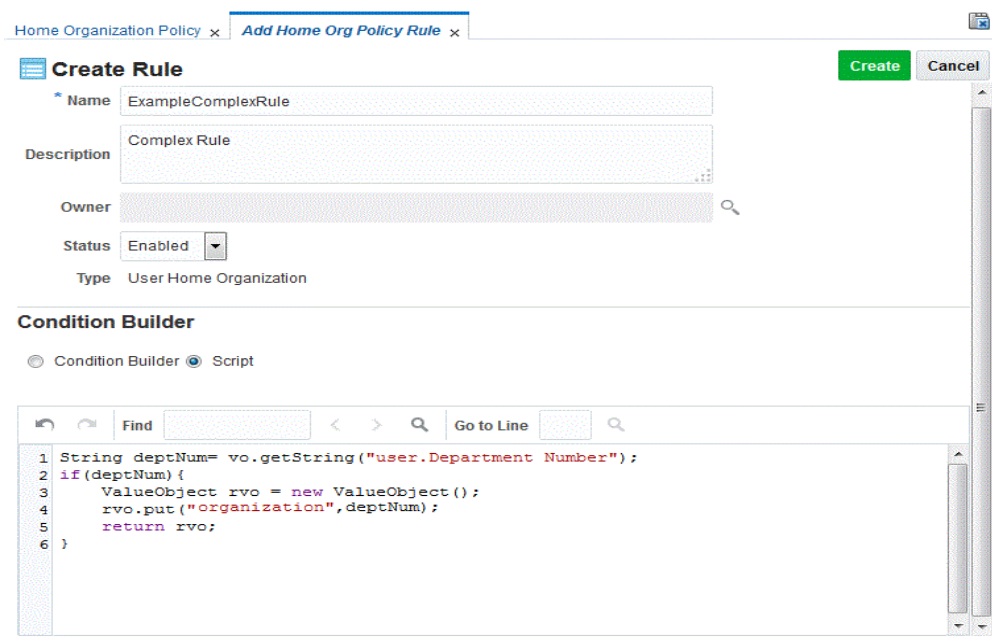 Home Organization Policy x Add Home Org Policy Rule x
Create Rule Create Cancel
* Name ExampleComplexRule
Description Complex Rule
Owner
Status Enabled
Type User Home Organization
Condition Builder
Condition Builder Script
Find < > Go to Line
1 String deptNum= vo.getString("user.Department Number");
2 if(deptNum){
3 ValueObject rvo = new ValueObject();
4 rvo.put("organization",deptNum);
5 return rvo;
6 }